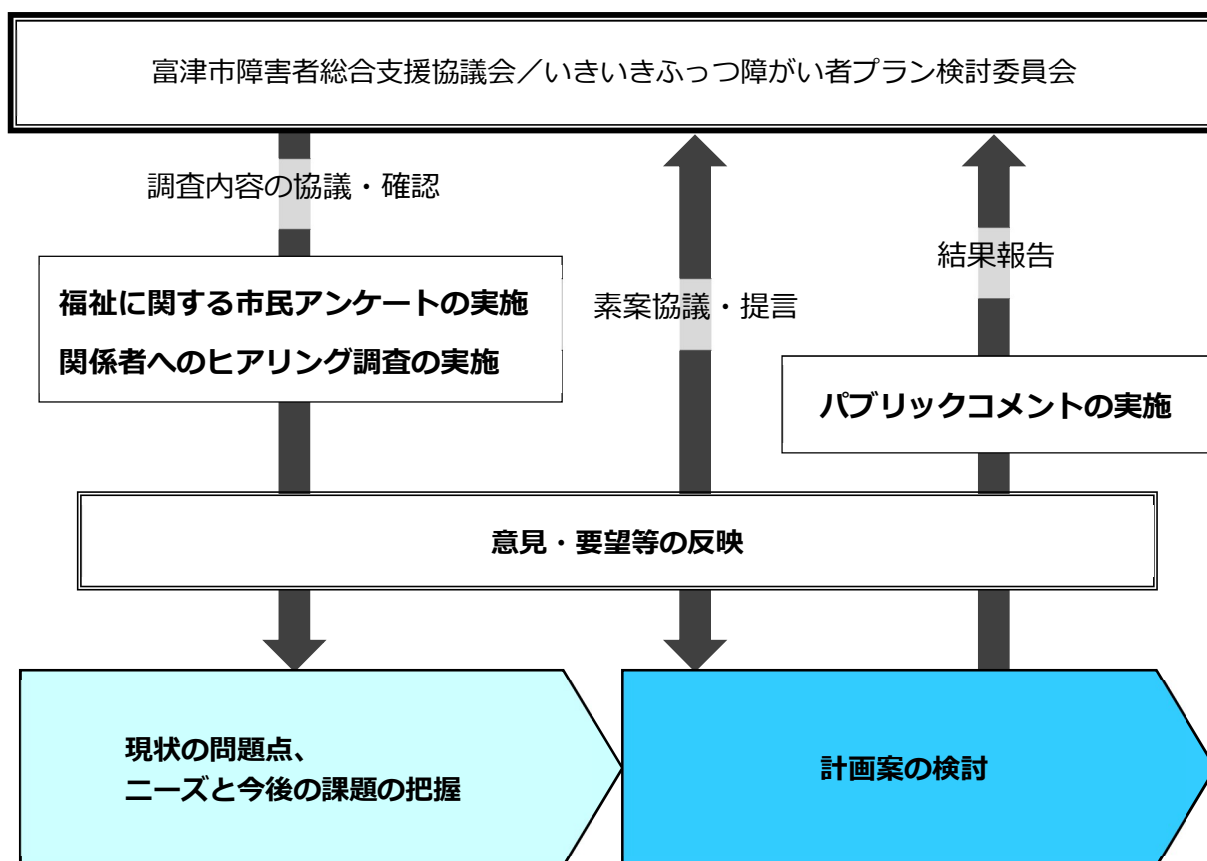 富津市障害者総合支援協議会／いきいきふっつ障がい者プラン検討委員会
調査内容の協議・確認
結果報告
福祉に関する市民アンケートの実施
関係者へのヒアリング調査の実施
素案協議・提言
パブリックコメントの実施
意見・要望等の反映
現状の問題点、
ニーズと今後の課題の把握
計画案の検討